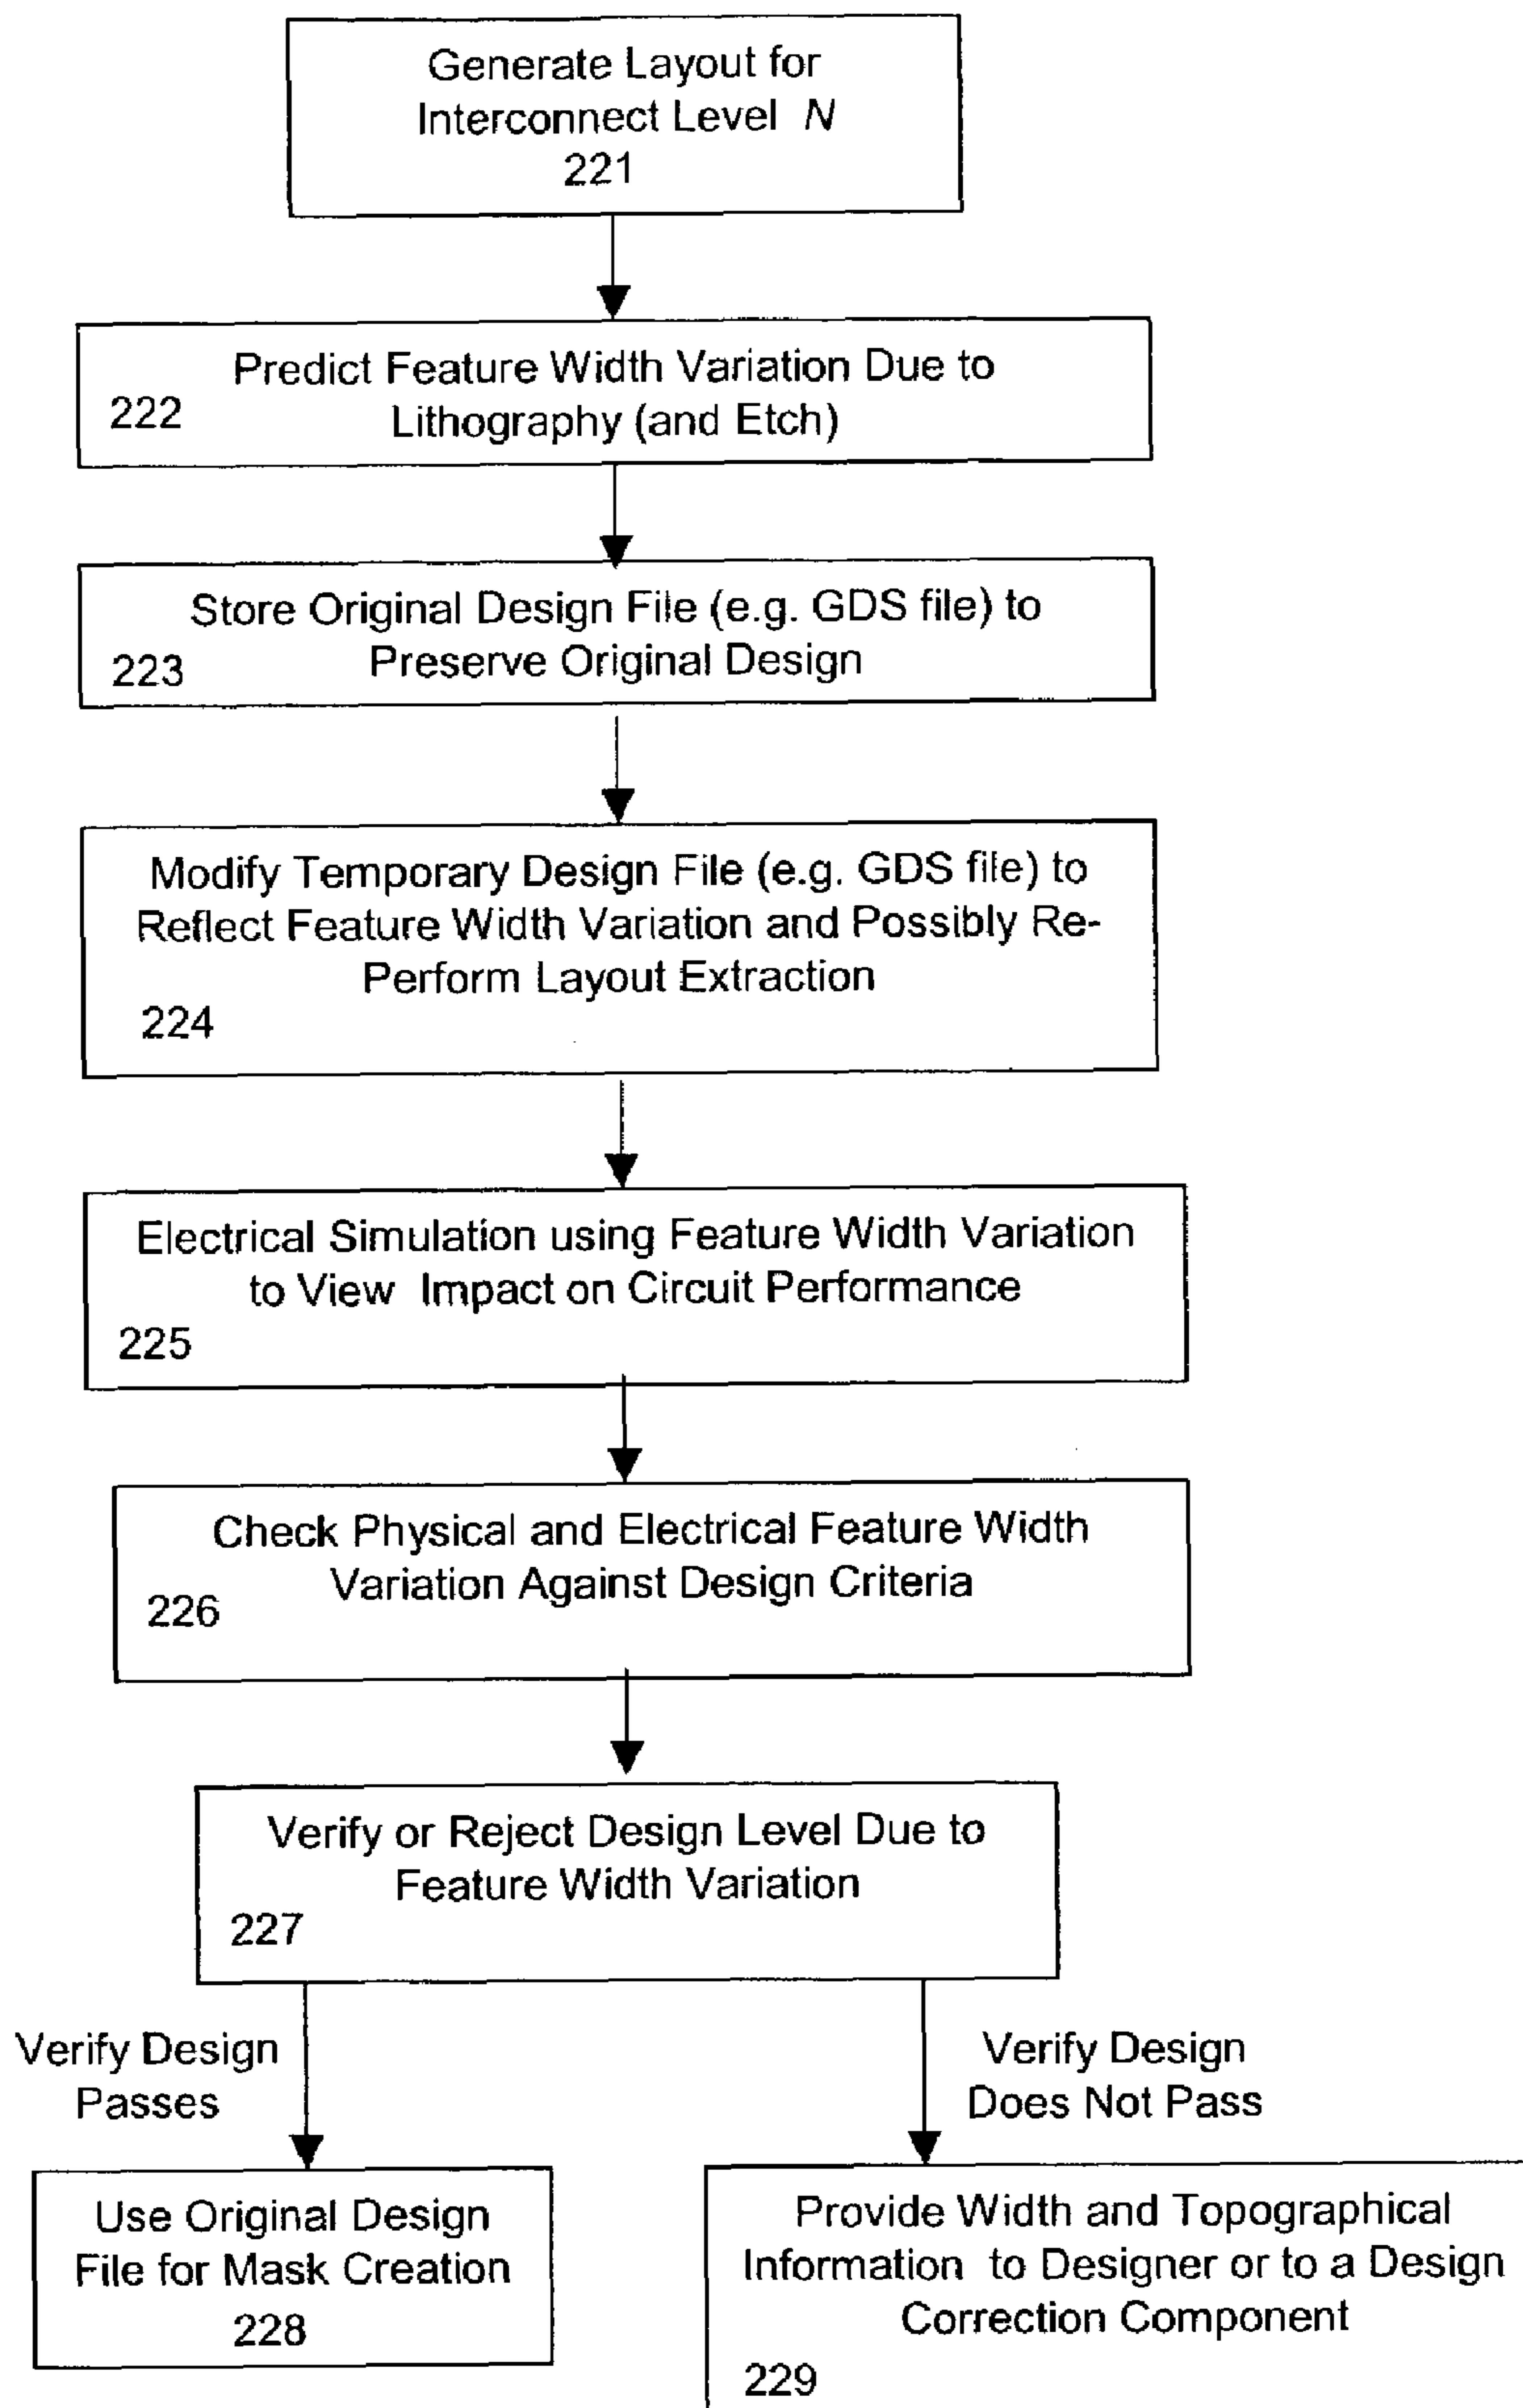 Generate Layout for
Interconnect Level N
221
Predict Feature Width Variation Due to
222
Lithography (and Etch)
Store Original Design File (e.g. GDS file) to
223
Preserve Original Design
Modify Temporary Design File (e.g. GDS file) to
Reflect Feature Width Variation and Possibly Re-
Perform Layout Extraction
224
Electrical Simulation using Feature Width Variation
to View Impact on Circuit Performance
225
Check Physical and Electrical Feature Width
Variation Against Design Criteria
226
Verify or Reject Design Level Due to
Feature Width Variation
227
Verify Design
Passes
Verify Design
Does Not Pass
Use Original Design
File for Mask Creation
228
Provide Width and Topographical
Information to Designer or to a Design
Correction Component
229